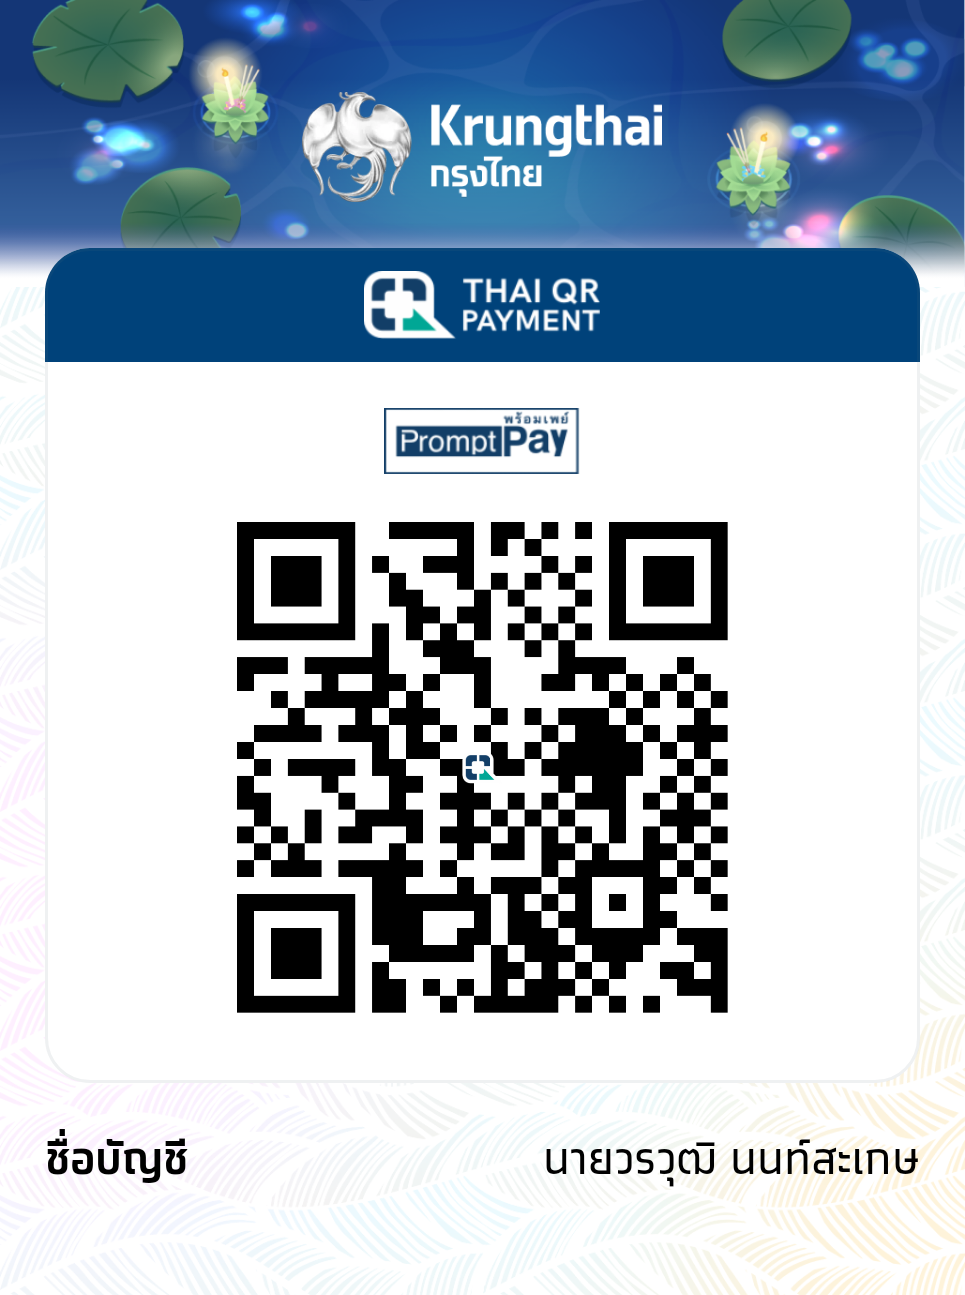 Krungthai
กรุงไทย
THAI QR
PAYMENT
พร้อมเพย์
PromptPay
ชื่อบัญชี นายวรวุฒิ นนท์สะเกษ